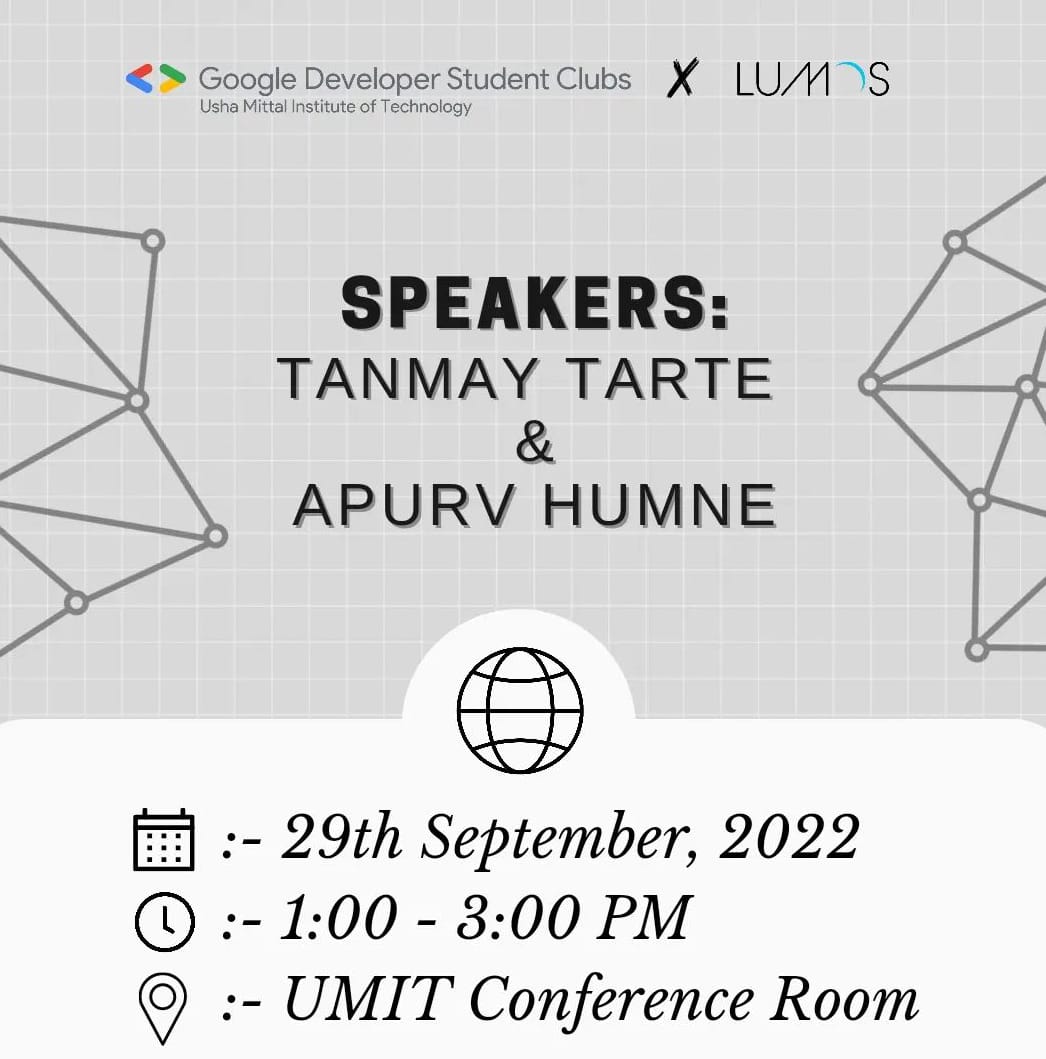 Google Developer Student Clubs X LUMOS
Usha Mittal Institute of Technology
SPEAKERS:
TANMAY TARTE
&
APURV HUMNE
:- 29th September, 2022
:- 1:00 - 3:00 PM
:- UMIT Conference Room